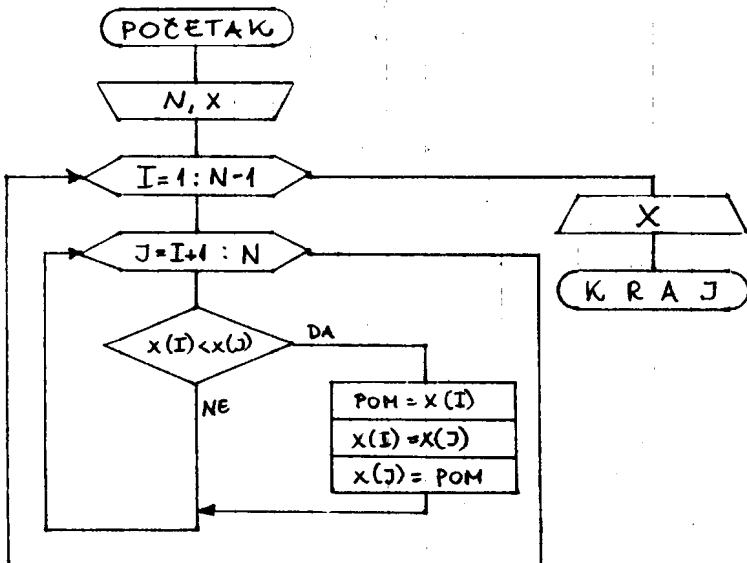 POČETAK
N, X
I=1 : N-1
J=I+1 : N
X(I)<X(J)
DA
NE
POM = X(I)
X(I)=X(J)
X(J) = POM
X
KRAJ